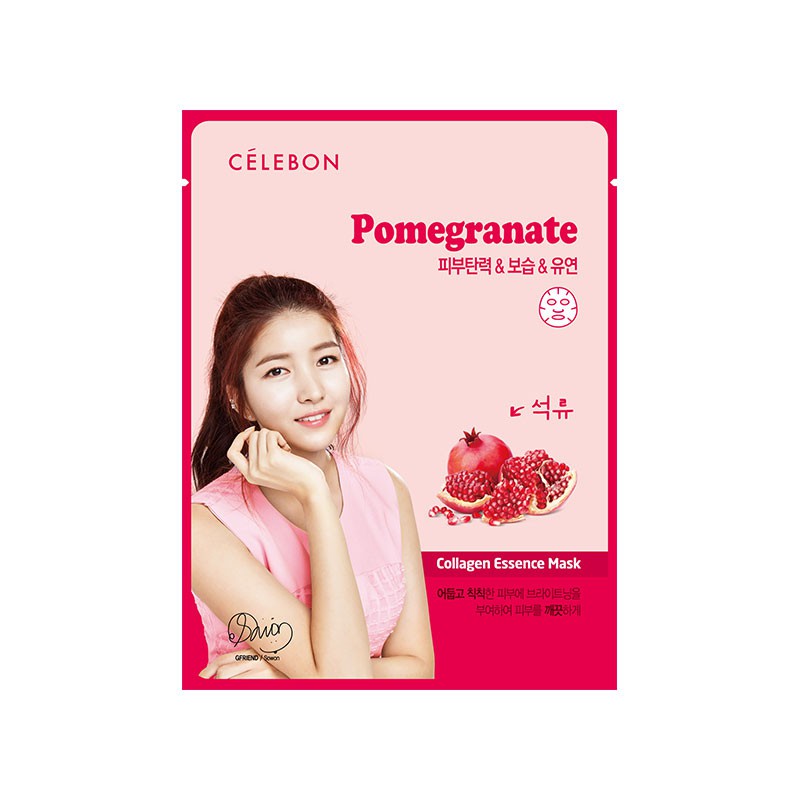 CÉLEBON
Pomegranate
피부탄력 & 보습 & 유연
석류
Collagen Essence Mask
어둡고 칙칙한 피부에 브라이트닝을
부여하여 피부를 깨끗하게
Sowon
GFRIEND / Sowon